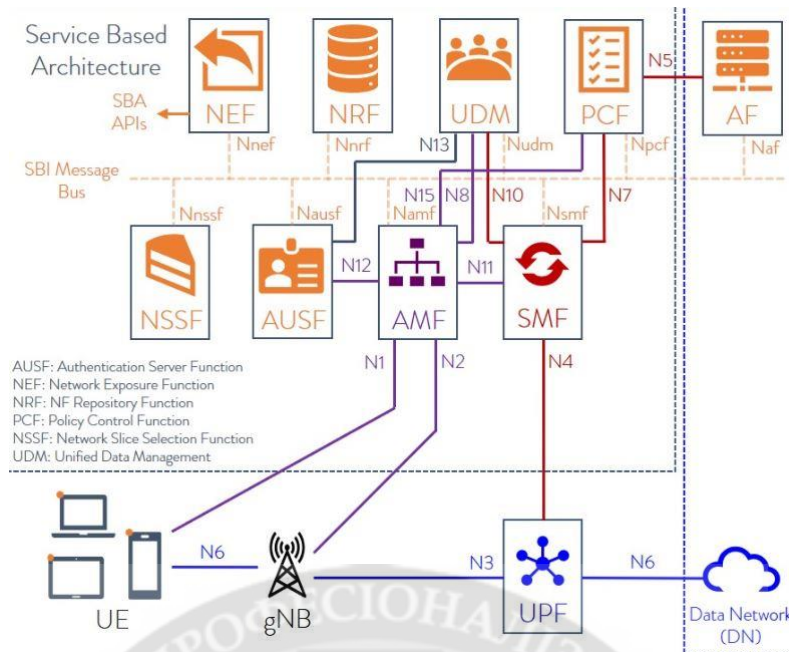 Service Based
Architecture
SBA
APIs
NEF
NRF
UDM
PCF
N5
AF
Nnef
Nnrf
N13
Nudm
Npcf
Naf
SBI Message
Bus
Nnssf
Nausf
N15
N8
Namf
N10
Nsmf
N7
NSSF
AUSF
N12
AMF
N11
SMF
AUSF: Authentication Server Function
NEF: Network Exposure Function
NRF: NF Repository Function
PCF: Policy Control Function
NSSF: Network Slice Selection Function
UDM: Unified Data Management
N1
N2
N4
UE
N6
gNB
N3
UPF
N6
Data Network
(DN)